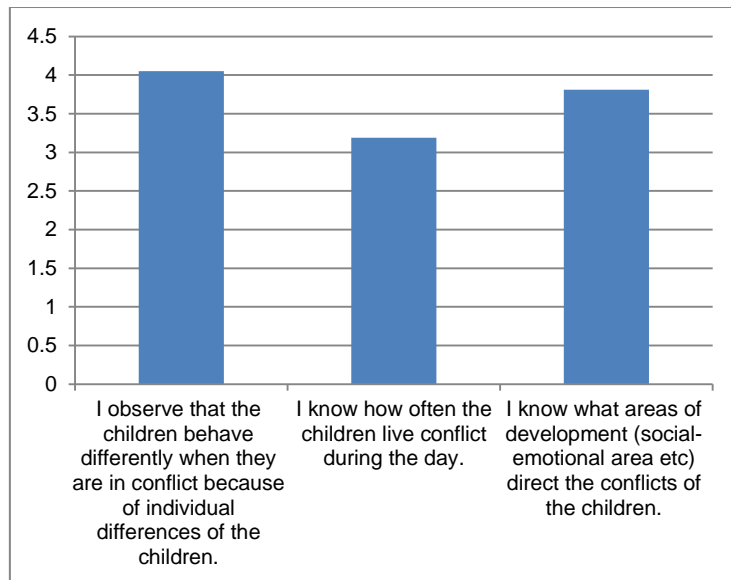 4.5
4
3.5
3
2.5
2
1.5
1
0.5
0
I observe that the
children behave
differently when they
are in conflict because
of individual
differences of the
children.
I know how often the
children live conflict
during the day.
I know what areas of
development (social-
emotional area etc)
direct the conflicts of
the children.